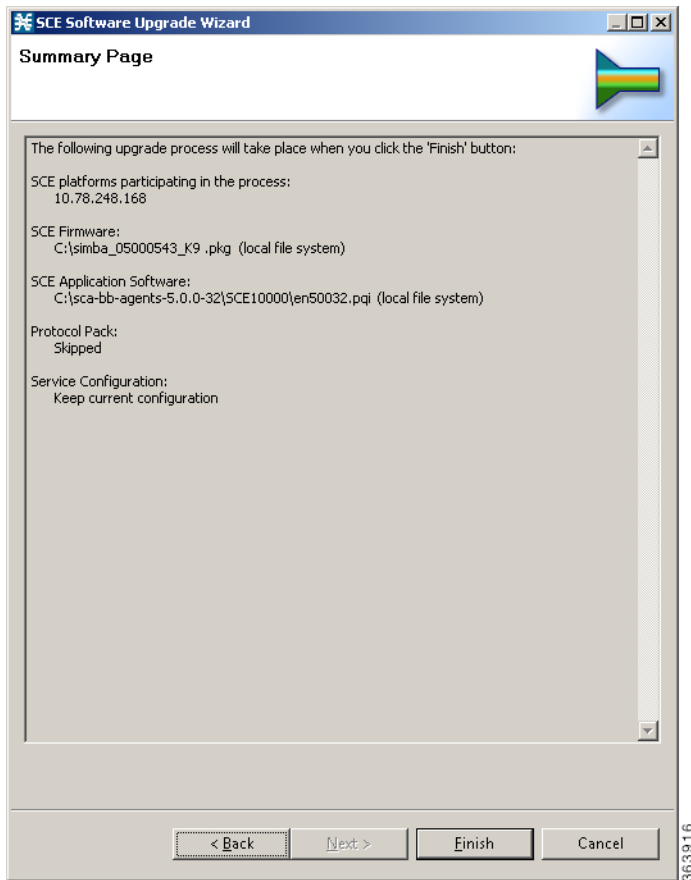 SCE Software Upgrade Wizard
Summary Page
The following upgrade process will take place when you click the 'Finish' button:
SCE platforms participating in the process:
10.78.248.168
SCE Firmware:
C:\simba_05000543_K9 .pkg (local file system)
SCE Application Software:
C:\sca-bb-agents-5.0.0-32\SCE10000\en50032.pqi (local file system)
Protocol Pack:
Skipped
Service Configuration:
Keep current configuration
< Back
Next >
Finish
Cancel
363916